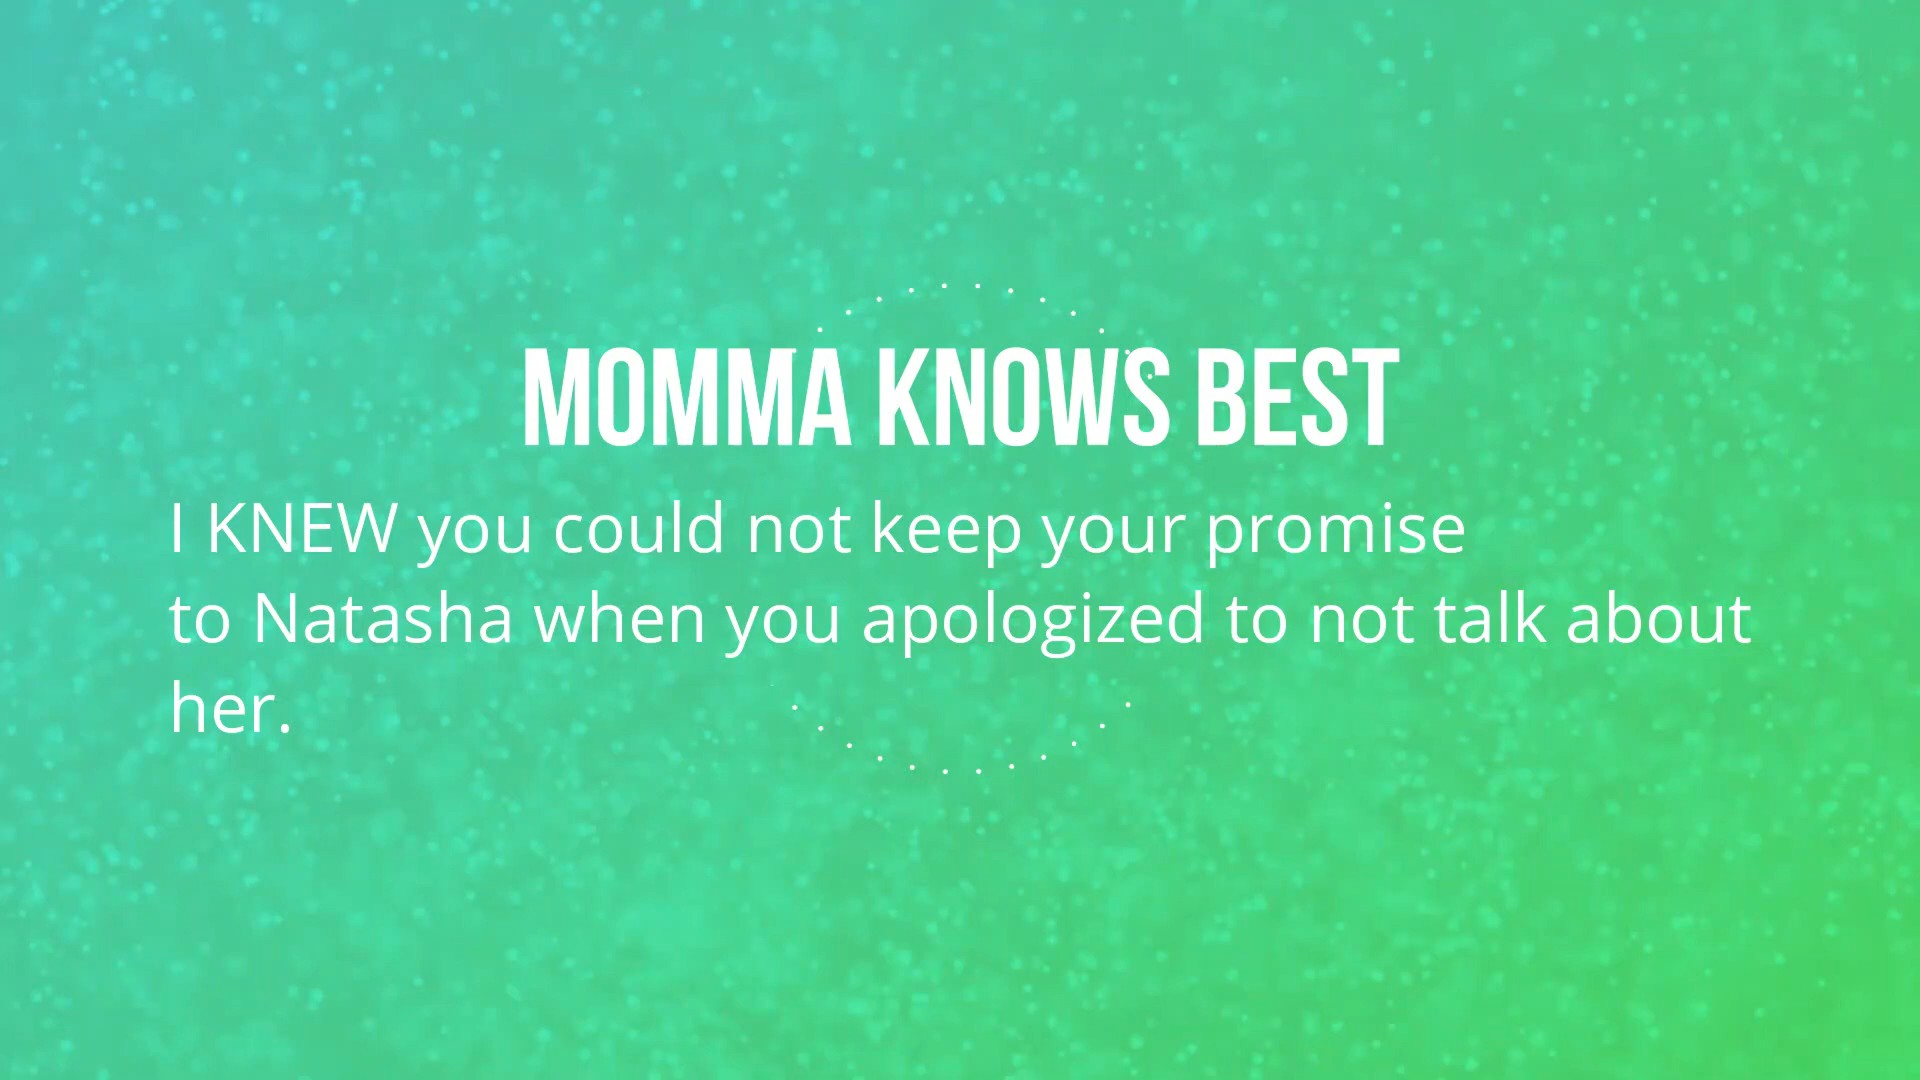 MOMMA KNOWS BEST
I KNEW you could not keep your promise
to Natasha when you apologized to not talk about
her.